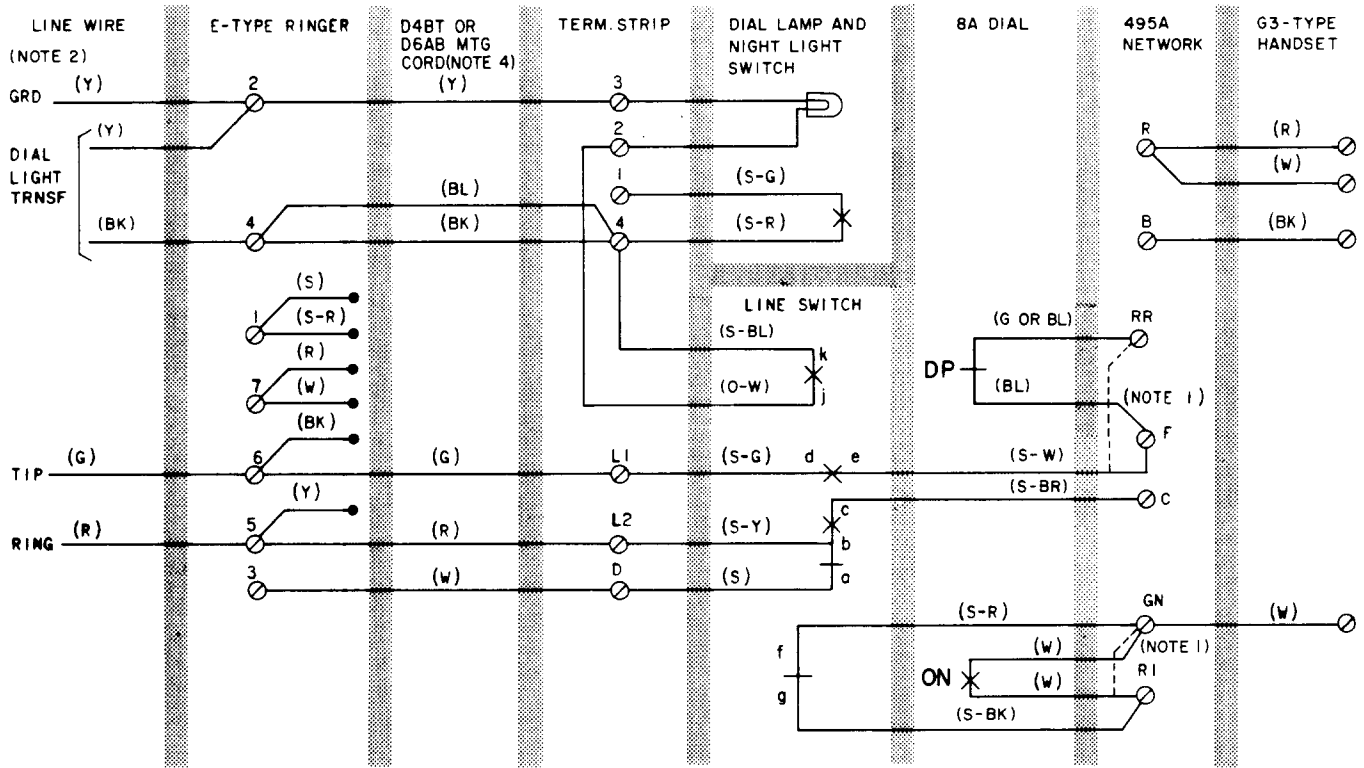 LINE WIRE
(NOTE 2)
E-TYPE RINGER
D4BT OR
D6AB MTG
CORD(NOTE 4)
TERM. STRIP
DIAL LAMP AND
NIGHT LIGHT
SWITCH
8A DIAL
495A
NETWORK
G3-TYPE
HANDSET
GRD (Y) 2 (Y) 3
(Y) 2 R (R)
DIAL
LIGHT
TRNSF
(W)
1 (S-G)
(BL)
(BK) 4 (BK) 4 (S-R) B (BK)
(S)
1 (S-R)
LINE SWITCH
(S-BL) k
(G OR BL) RR
(R)
7 (W)
(O-W) j
DP
(BL) (NOTE 1)
F
(BK)
TIP (G) 6 (G) L1 (S-G) d e (S-W)
(Y)
(S-BR) C
c
RING (R) 5 (R) L2 (S-Y) b
3 (W) D (S) a
(S-R) GN (W)
f
(W) (NOTE 1)
ON
g
(W) R1
(S-BK)